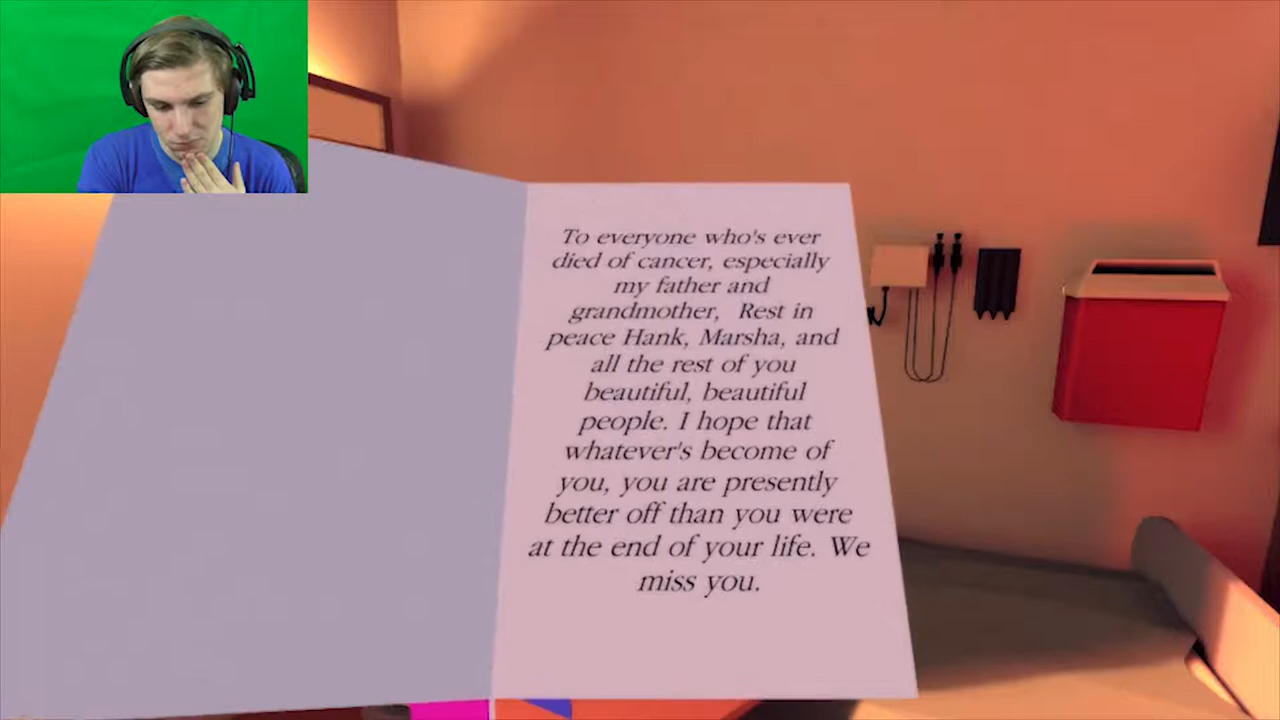 To everyone who's ever
died of cancer, especially
my father and
grandmother, Rest in
peace Hank, Marsha, and
all the rest of you
beautiful, beautiful
people. I hope that
whatever's become of
you, you are presently
better off than you were
at the end of your life. We
miss you.